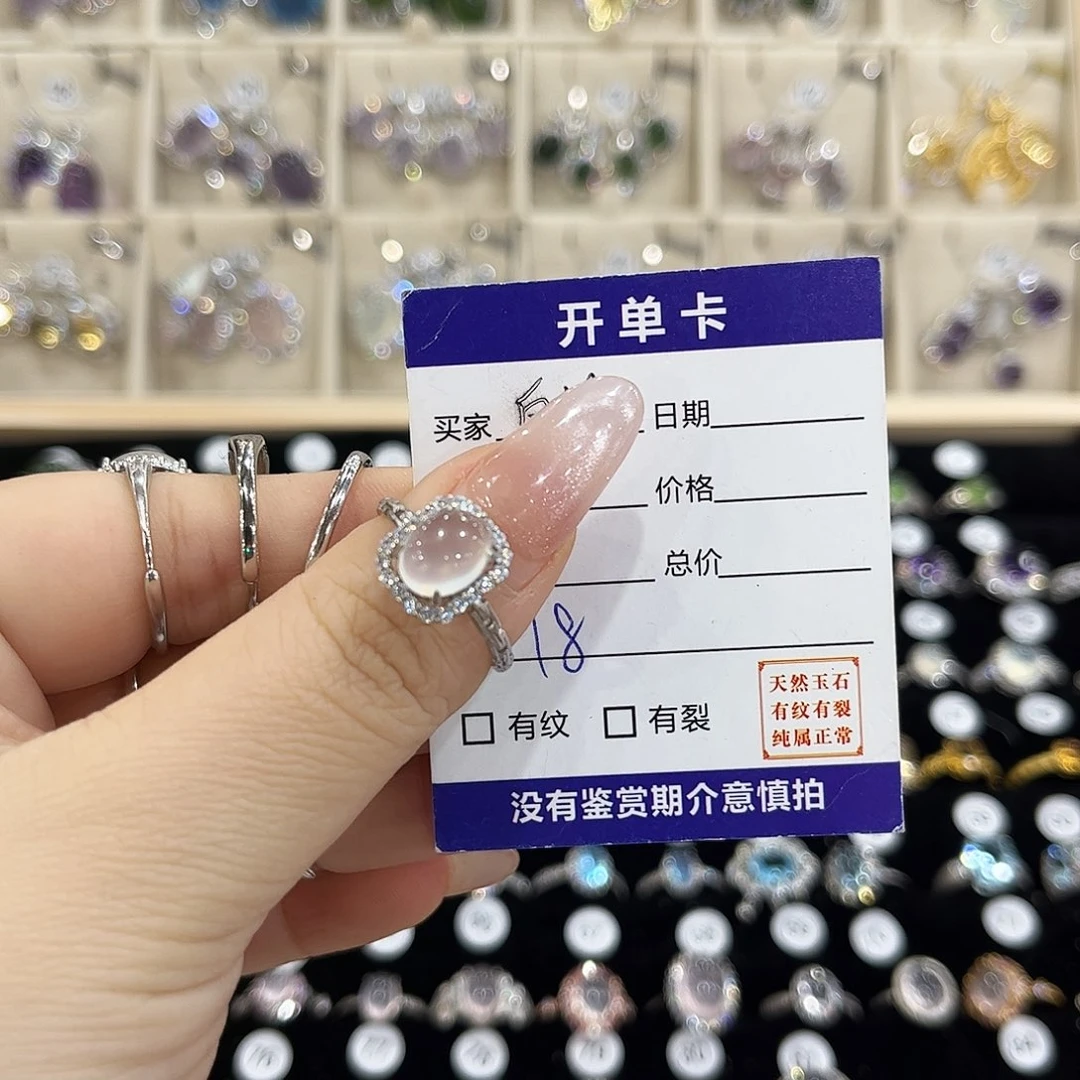 开单卡
买家 日期
价格
总价
18
有纹 有裂
天然玉石
有纹有裂
纯属正常
没有鉴赏期介意慎拍